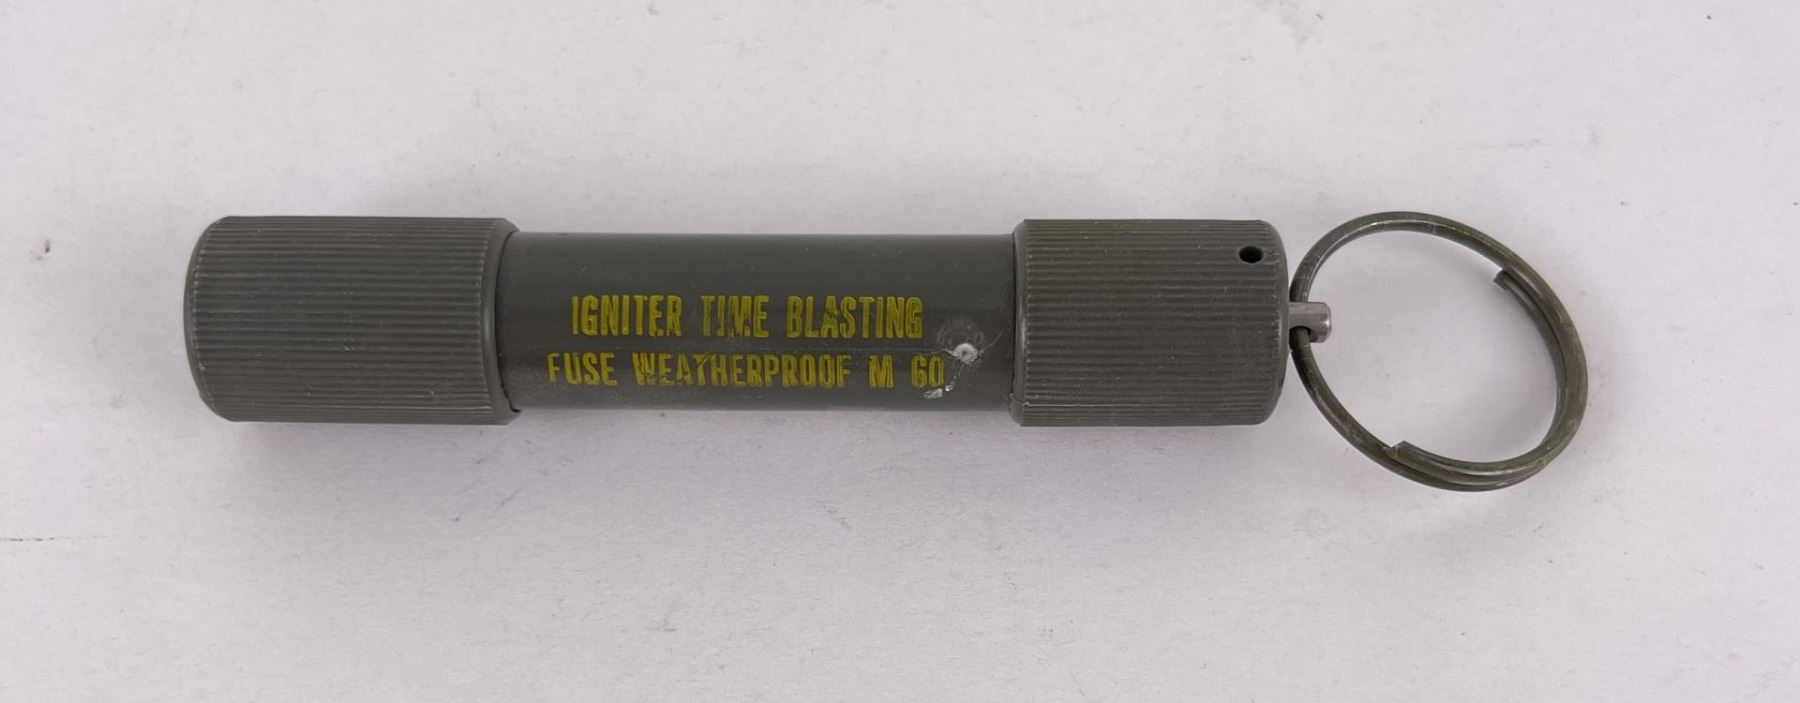 IGNITER TIME BLASTING
FUSE WEATHERPROOF M 60